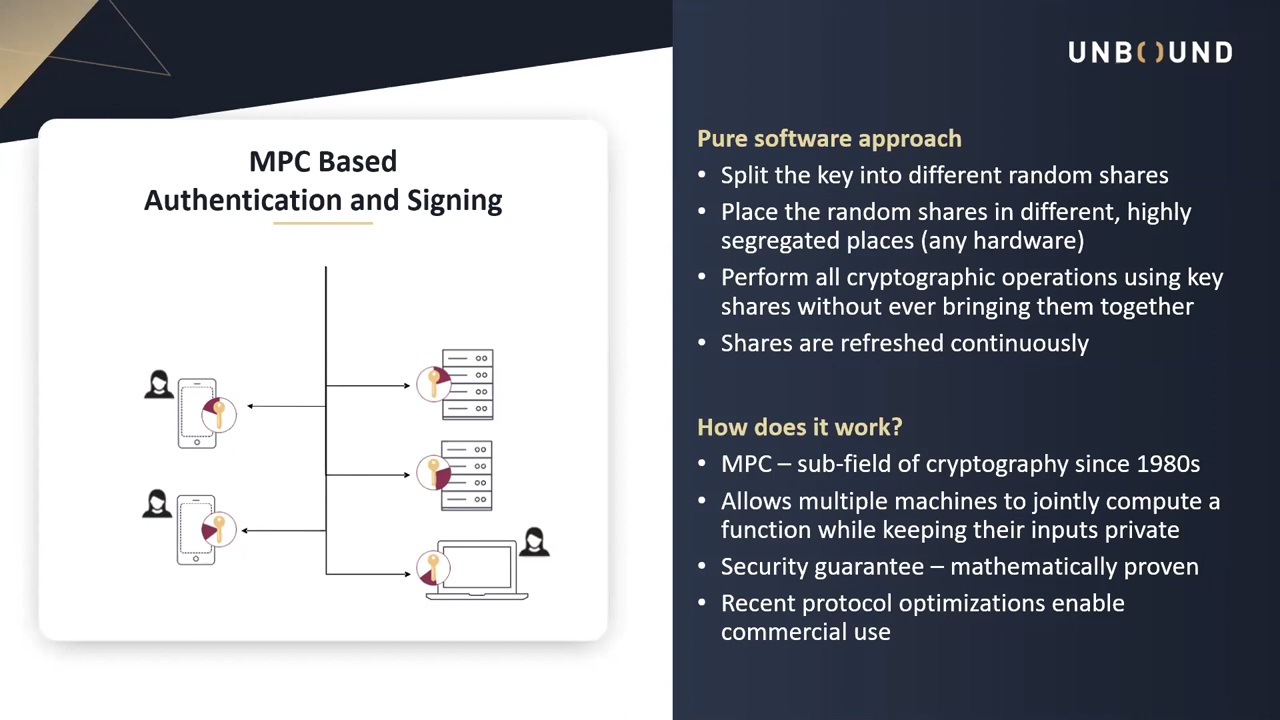 MPC Based
Authentication and Signing
UNBOUND
Pure software approach
• Split the key into different random shares
• Place the random shares in different, highly
segregated places (any hardware)
• Perform all cryptographic operations using key
shares without ever bringing them together
• Shares are refreshed continuously
How does it work?
• MPC – sub-field of cryptography since 1980s
• Allows multiple machines to jointly compute a
function while keeping their inputs private
• Security guarantee – mathematically proven
• Recent protocol optimizations enable
commercial use